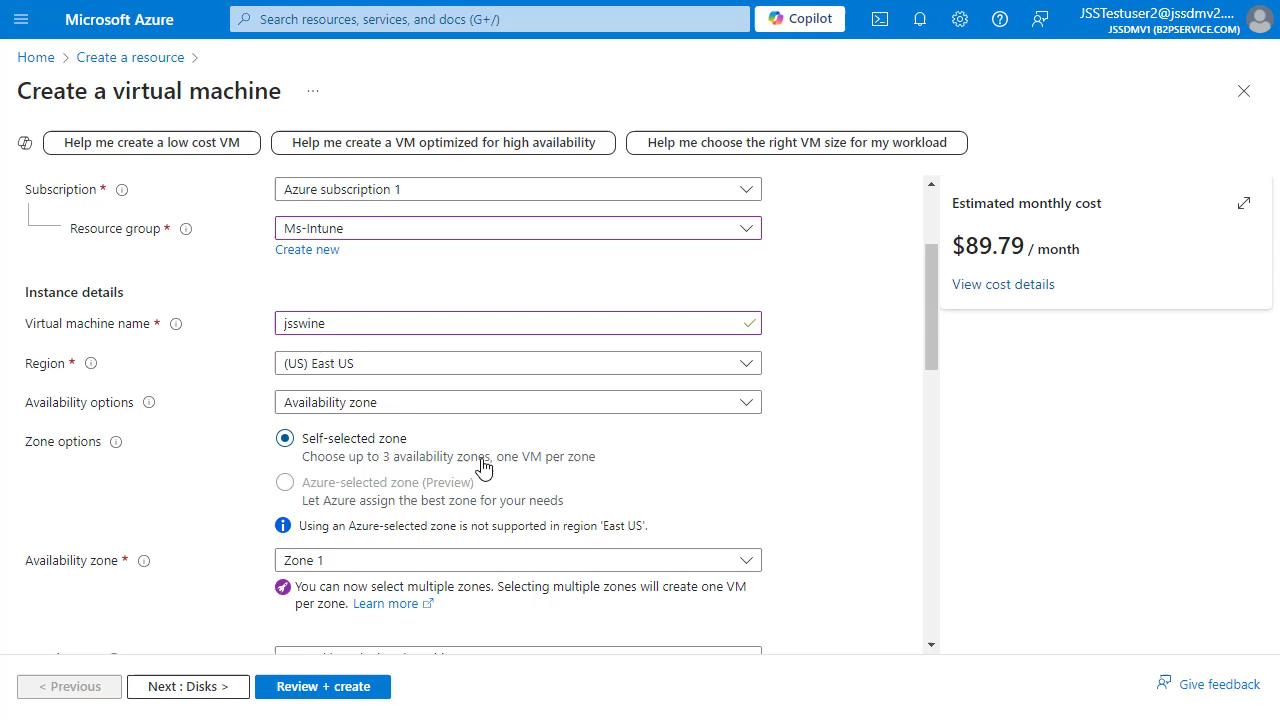 Microsoft Azure
Search resources, services, and docs (G+/)
Copilot
JSSTestuser2@jssdmv2....
JSSDMV1 (B2PSERVICE.COM)
Home > Create a resource >
Create a virtual machine ...
Help me create a low cost VM
Help me create a VM optimized for high availability
Help me choose the right VM size for my workload
Subscription *
Azure subscription 1
Resource group *
Ms-Intune
Create new
Estimated monthly cost
$89.79 / month
View cost details
Instance details
Virtual machine name *
jsswine
Region *
(US) East US
Availability options
Availability zone
Zone options
Self-selected zone
Choose up to 3 availability zones, one VM per zone
Azure-selected zone (Preview)
Let Azure assign the best zone for your needs
Using an Azure-selected zone is not supported in region 'East US'.
Availability zone *
Zone 1
You can now select multiple zones. Selecting multiple zones will create one VM
per zone. Learn more
< Previous
Next : Disks >
Review + create
Give feedback